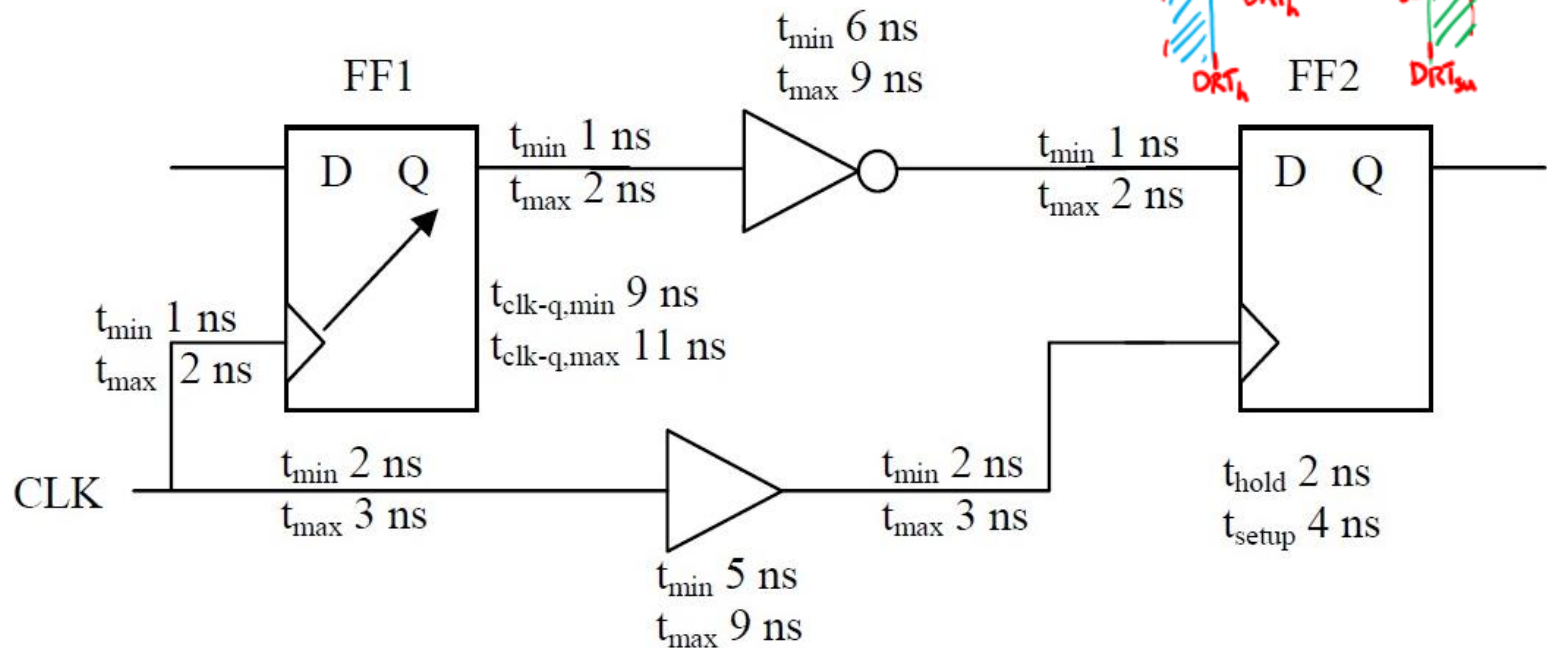 t_min 6 ns
t_max 9 ns
DRT_h
DRT_h
DRT_su
FF1
FF2
t_min 1 ns
t_max 2 ns
t_min 1 ns
t_max 2 ns
D Q
D Q
t_clk-q,min 9 ns
t_clk-q,max 11 ns
t_min 1 ns
t_max 2 ns
t_min 2 ns
t_max 3 ns
t_min 2 ns
t_max 3 ns
CLK
t_hold 2 ns
t_setup 4 ns
t_min 5 ns
t_max 9 ns